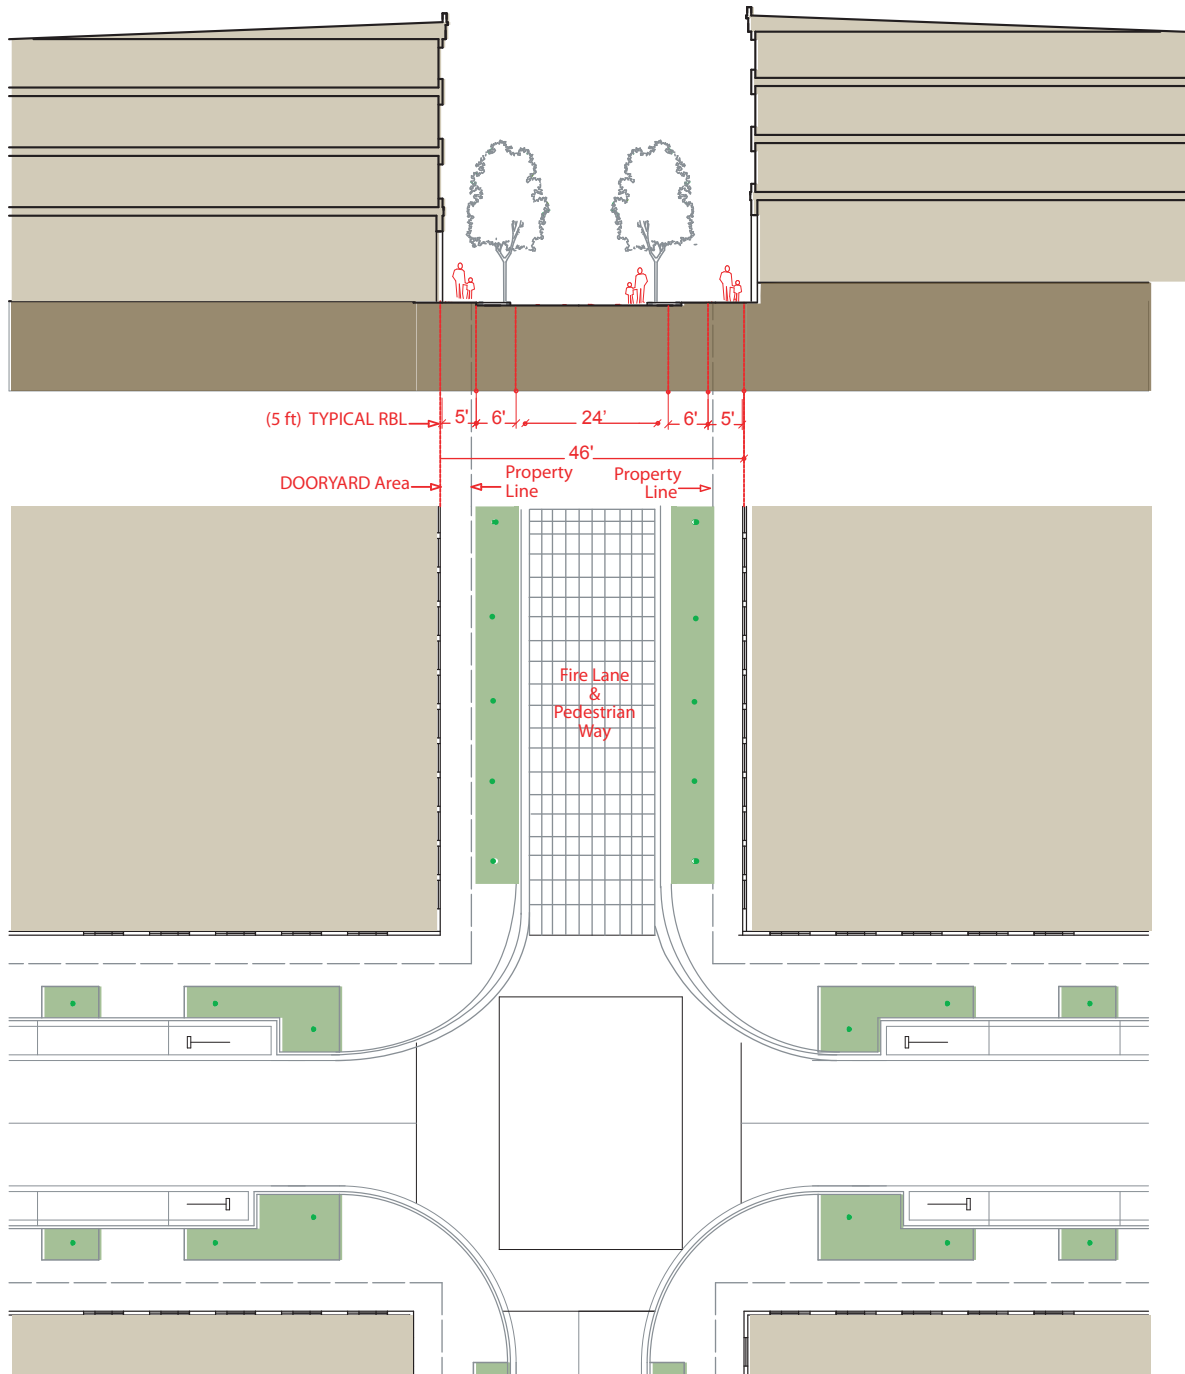 (5 ft) TYPICAL RBL
5' 6' 24' 6' 5'
46'
DOORYARD Area
Property
Line
Property
Line
Fire Lane
&
Pedestrian
Way